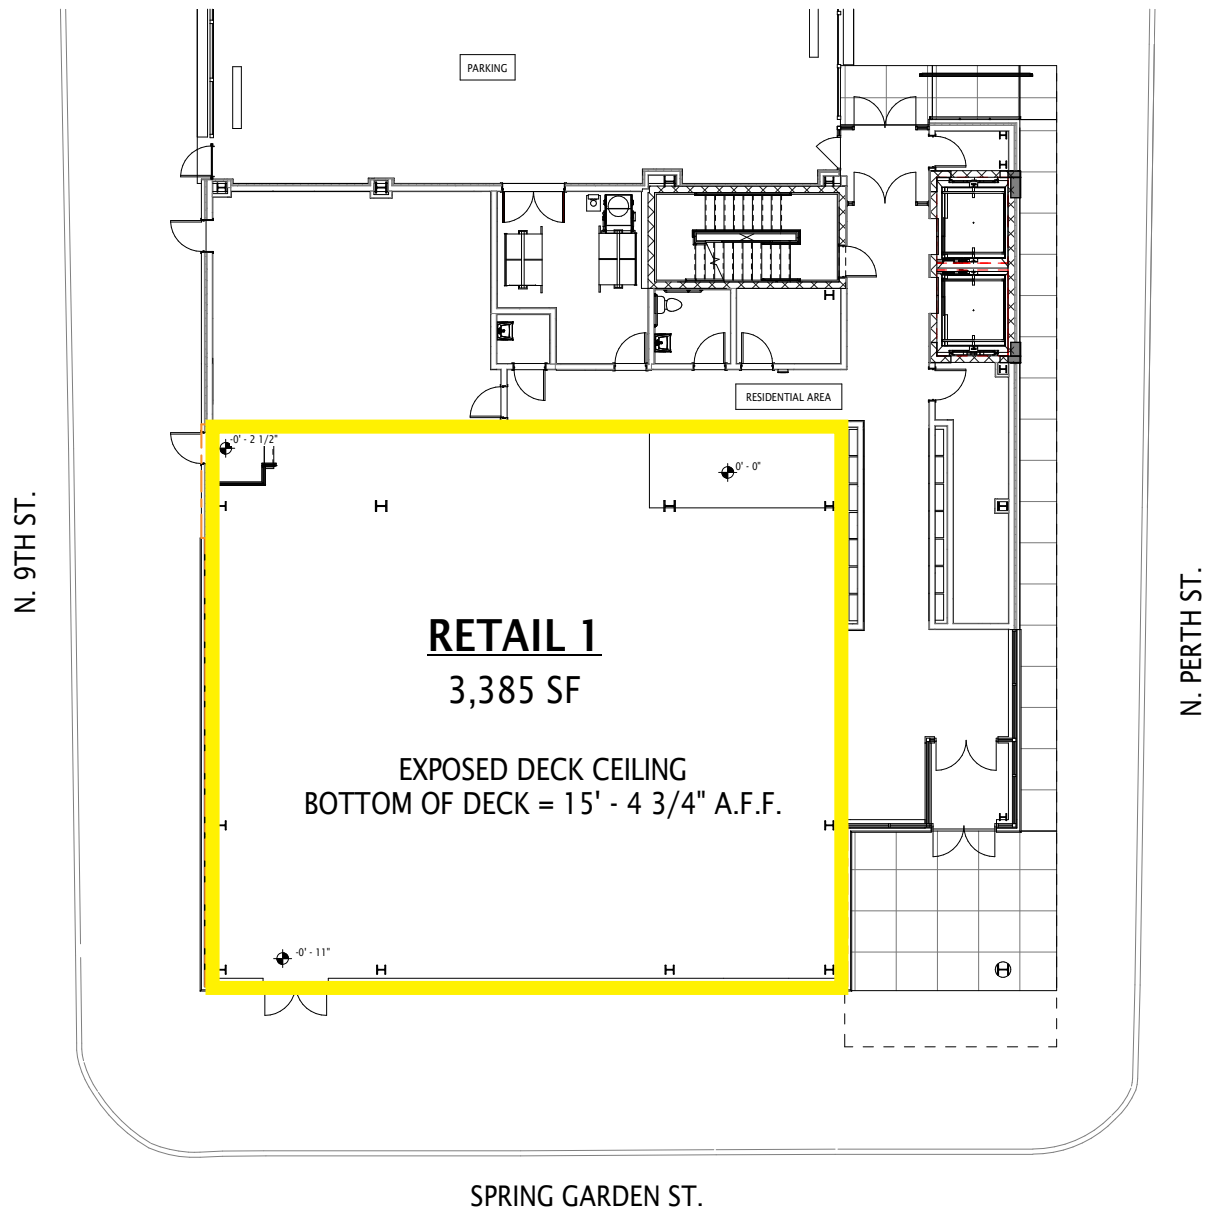 PARKING
RESIDENTIAL AREA
-0' - 2 1/2"
0' - 0"
N. 9TH ST.
N. PERTH ST.
RETAIL 1
3,385 SF
EXPOSED DECK CEILING
BOTTOM OF DECK = 15' - 4 3/4" A.F.F.
-0' - 11"
SPRING GARDEN ST.